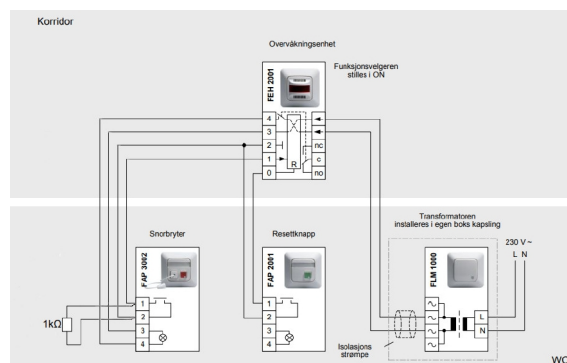 Korridor
Overvåkningsenhet
Funksjonsvelgeren
stilles i ON
FEH 2001
4
3
2
1
0
R
nc
c
no
Snorbryter
FAP 3002
1
2
3
4
1kΩ
Resettknapp
FAP 2001
1
2
3
4
Transformatoren
installeres i egen boks kapsling
230 V ~
L N
FLM 1000
L
N
Isolasjons
strømpe
WC